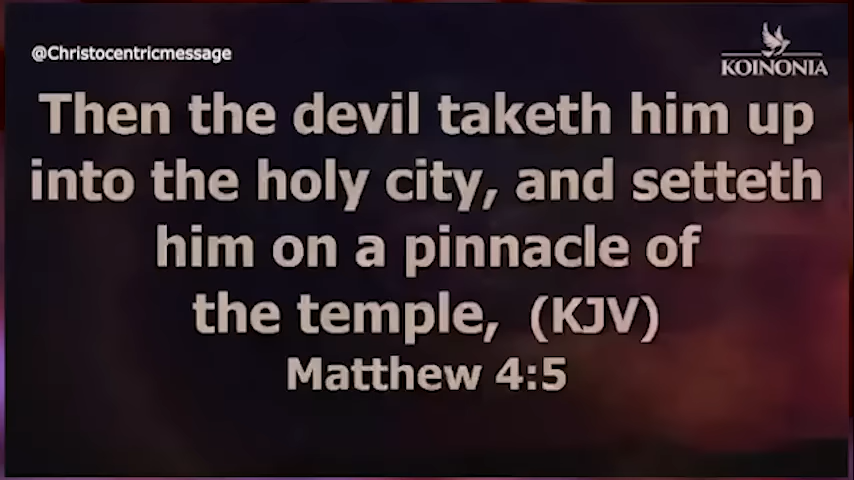 @Christocentricmessage
KOINONIA
Then the devil taketh him up
into the holy city, and setteth
him on a pinnacle of
the temple, (KJV)
Matthew 4:5